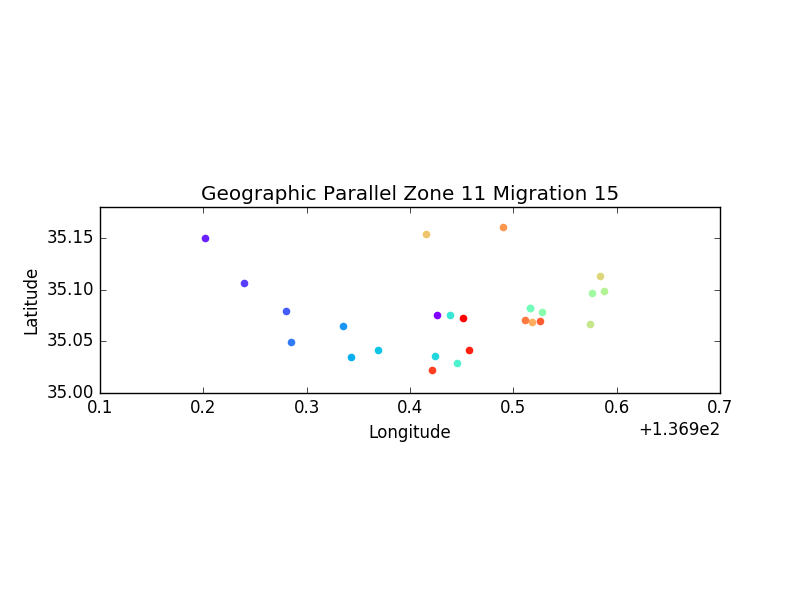 Geographic Parallel Zone 11 Migration 15
35.15
35.10
35.05
35.00
Latitude
0.1 0.2 0.3 0.4 0.5 0.6 0.7
Longitude
+1.369e2